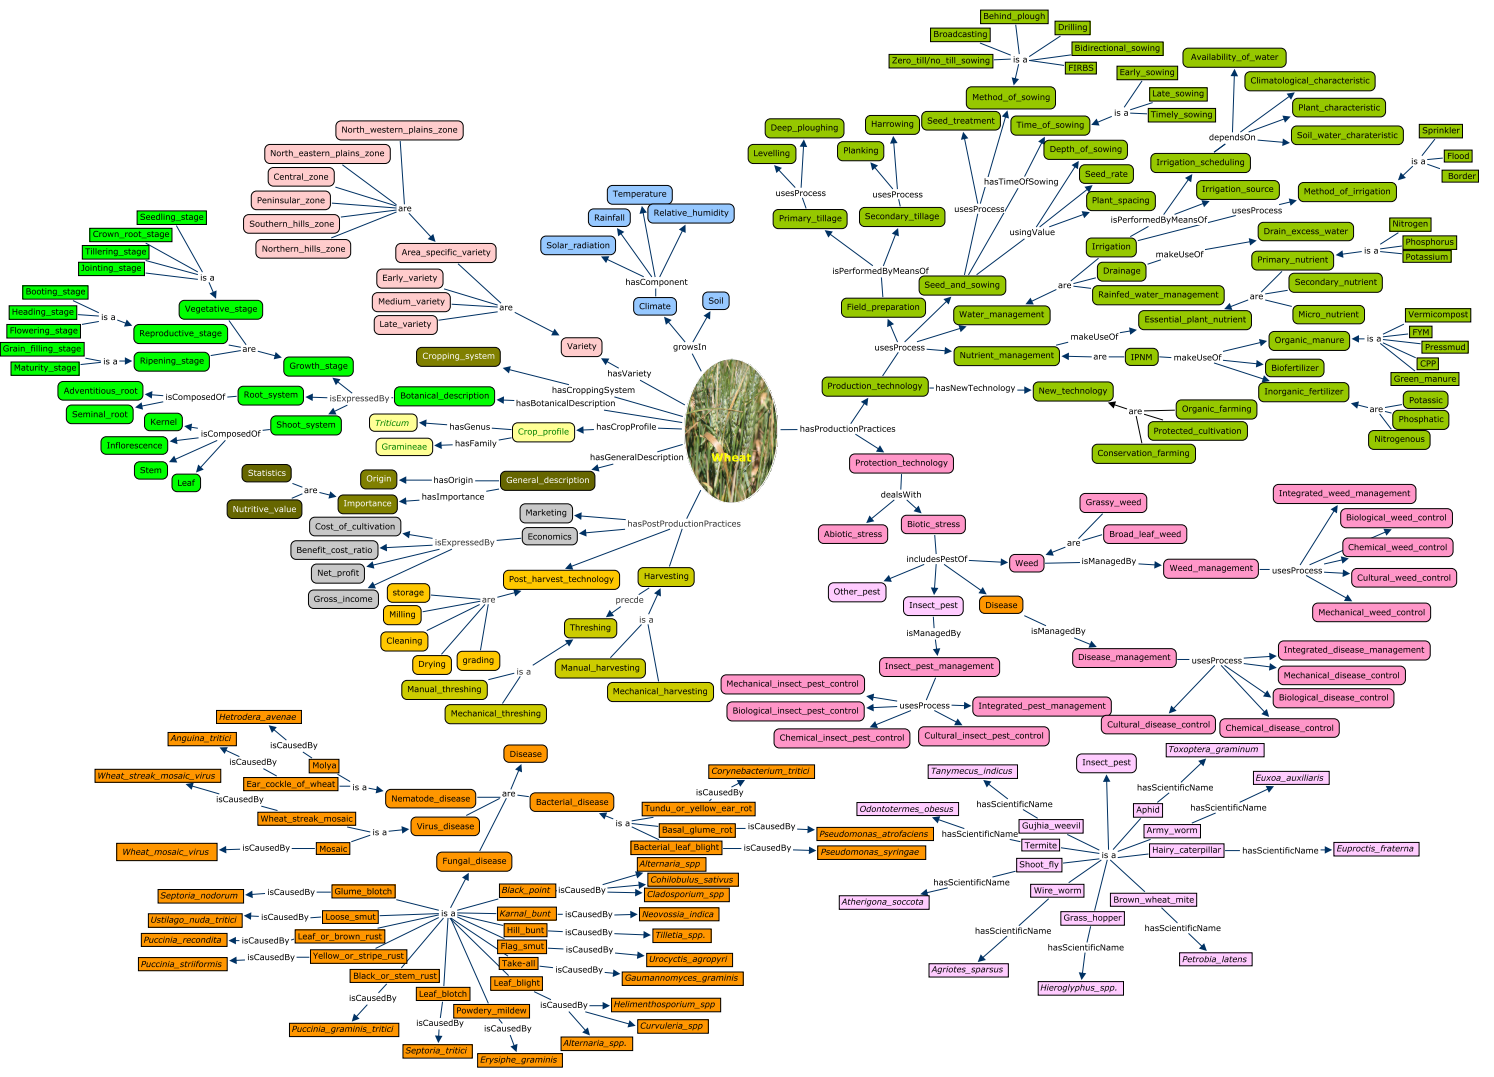 Behind_plough
Broadcasting
Drilling
Zero_till/no_till_sowing
is a
Bidirectional_sowing
FIRBS
Method_of_sowing
Early_sowing
Late_sowing
Timely_sowing
is a
Time_of_sowing
Availability_of_water
Climatological_characteristic
Plant_characteristic
Soil_water_charateristic
dependsOn
Irrigation_scheduling
Sprinkler
Flood
Border
is a
Method_of_irrigation
Deep_ploughing
Levelling
usesProcess
Primary_tillage
Harrowing
Planking
usesProcess
Secondary_tillage
Seed_treatment
Depth_of_sowing
Seed_rate
Plant_spacing
hasTimeOfSowing
usesProcess
usingValue
isPerformedByMeansOf
Seed_and_sowing
Field_preparation
Irrigation_source
isPerformedByMeansOf
usesProcess
Irrigation
Drainage
Rainfed_water_management
are
makeUseOf
Drain_excess_water
Water_management
Primary_nutrient
Secondary_nutrient
Micro_nutrient
are
Essential_plant_nutrient
Nitrogen
Phosphorus
Potassium
is a
makeUseOf
usesProcess
Nutrient_management
are
IPNM
makeUseOf
Organic_manure
Biofertilizer
Inorganic_fertilizer
Vermicompost
FYM
Pressmud
CPP
Green_manure
is a
Potassic
Phosphatic
Nitrogenous
are
Production_technology
hasNewTechnology
New_technology
are
Organic_farming
Protected_cultivation
Conservation_farming
North_western_plains_zone
North_eastern_plains_zone
Central_zone
Peninsular_zone
Southern_hills_zone
Northern_hills_zone
are
Area_specific_variety
Early_variety
Medium_variety
Late_variety
are
Variety
hasVariety
Temperature
Rainfall
Relative_humidity
Solar_radiation
hasComponent
Climate
Soil
growsIn
Seedling_stage
Crown_root_stage
Tillering_stage
Jointing_stage
is a
Vegetative_stage
Booting_stage
Heading_stage
Flowering_stage
is a
Reproductive_stage
Grain_filling_stage
Maturity_stage
is a
Ripening_stage
are
Growth_stage
Cropping_system
hasCroppingSystem
Adventitious_root
Seminal_root
isComposedOf
Root_system
isExpressedBy
Botanical_description
hasBotanicalDescription
Kernel
Inflorescence
Stem
Leaf
isComposedOf
Shoot_system
Triticum
hasGenus
Gramineae
hasFamily
Crop_profile
hasCropProfile
Wheat
hasProductionPractices
hasGeneralDescription
Statistics
Nutritive_value
are
Origin
Importance
hasOrigin
hasImportance
General_description
Cost_of_cultivation
Benefit_cost_ratio
Net_profit
Gross_income
isExpressedBy
Marketing
Economics
hasPostProductionPractices
Post_harvest_technology
storage
Milling
Cleaning
Drying
grading
are
Harvesting
precde
Threshing
is a
Manual_harvesting
Mechanical_harvesting
is a
Manual_threshing
Mechanical_threshing
Protection_technology
dealsWith
Abiotic_stress
Biotic_stress
includesPestOf
Other_pest
Insect_pest
Disease
Weed
are
Grassy_weed
Broad_leaf_weed
isManagedBy
Weed_management
usesProcess
Integrated_weed_management
Biological_weed_control
Chemical_weed_control
Cultural_weed_control
Mechanical_weed_control
isManagedBy
Disease_management
usesProcess
Integrated_disease_management
Mechanical_disease_control
Biological_disease_control
Chemical_disease_control
Cultural_disease_control
isManagedBy
Insect_pest_management
usesProcess
Mechanical_insect_pest_control
Biological_insect_pest_control
Chemical_insect_pest_control
Cultural_insect_pest_control
Integrated_pest_management
Hetrodera_avenae
isCausedBy
Molya
Anguina_tritici
isCausedBy
Ear_cockle_of_wheat
is a
Nematode_disease
Wheat_streak_mosaic_virus
isCausedBy
Wheat_streak_mosaic
Wheat_mosaic_virus
isCausedBy
Mosaic
is a
Virus_disease
Disease
are
Bacterial_disease
is a
Corynebacterium_tritici
isCausedBy
Tundu_or_yellow_ear_rot
Basal_glume_rot
isCausedBy
Pseudomonas_atrofaciens
Bacterial_leaf_blight
isCausedBy
Pseudomonas_syringae
Fungal_disease
is a
Septoria_nodorum
isCausedBy
Glume_blotch
Ustilago_nuda_tritici
isCausedBy
Loose_smut
Puccinia_recondita
isCausedBy
Leaf_or_brown_rust
Puccinia_striiformis
isCausedBy
Yellow_or_stripe_rust
Black_or_stem_rust
isCausedBy
Puccinia_graminis_tritici
Leaf_blotch
isCausedBy
Septoria_tritici
Powdery_mildew
isCausedBy
Erysiphe_graminis
Black_point
isCausedBy
Alternaria_spp
Cohilobulus_sativus
Cladosporium_spp
Karnal_bunt
isCausedBy
Neovossia_indica
Hill_bunt
isCausedBy
Tilletia_spp.
Flag_smut
isCausedBy
Urocyctis_agropyri
Take-all
isCausedBy
Gaumannomyces_graminis
Leaf_blight
isCausedBy
Helimenthosporium_spp
Curvuleria_spp
Alternaria_spp.
Insect_pest
is a
Tanymecus_indicus
hasScientificName
Gujhia_weevil
Odontotermes_obesus
hasScientificName
Termite
Shoot_fly
hasScientificName
Atherigona_soccota
Wire_worm
hasScientificName
Agriotes_sparsus
Grass_hopper
hasScientificName
Hieroglyphus_spp.
Brown_wheat_mite
hasScientificName
Petrobia_latens
Toxoptera_graminum
hasScientificName
Aphid
Euxoa_auxiliaris
hasScientificName
Army_worm
Hairy_caterpillar
hasScientificName
Euproctis_fraterna